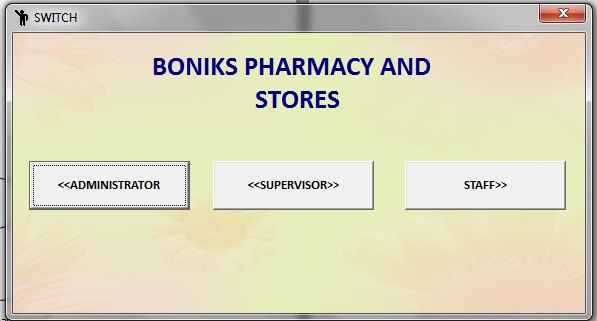 SWITCH
BONIKS PHARMACY AND
STORES
<<ADMINISTRATOR
<<SUPERVISOR>>
STAFF>>